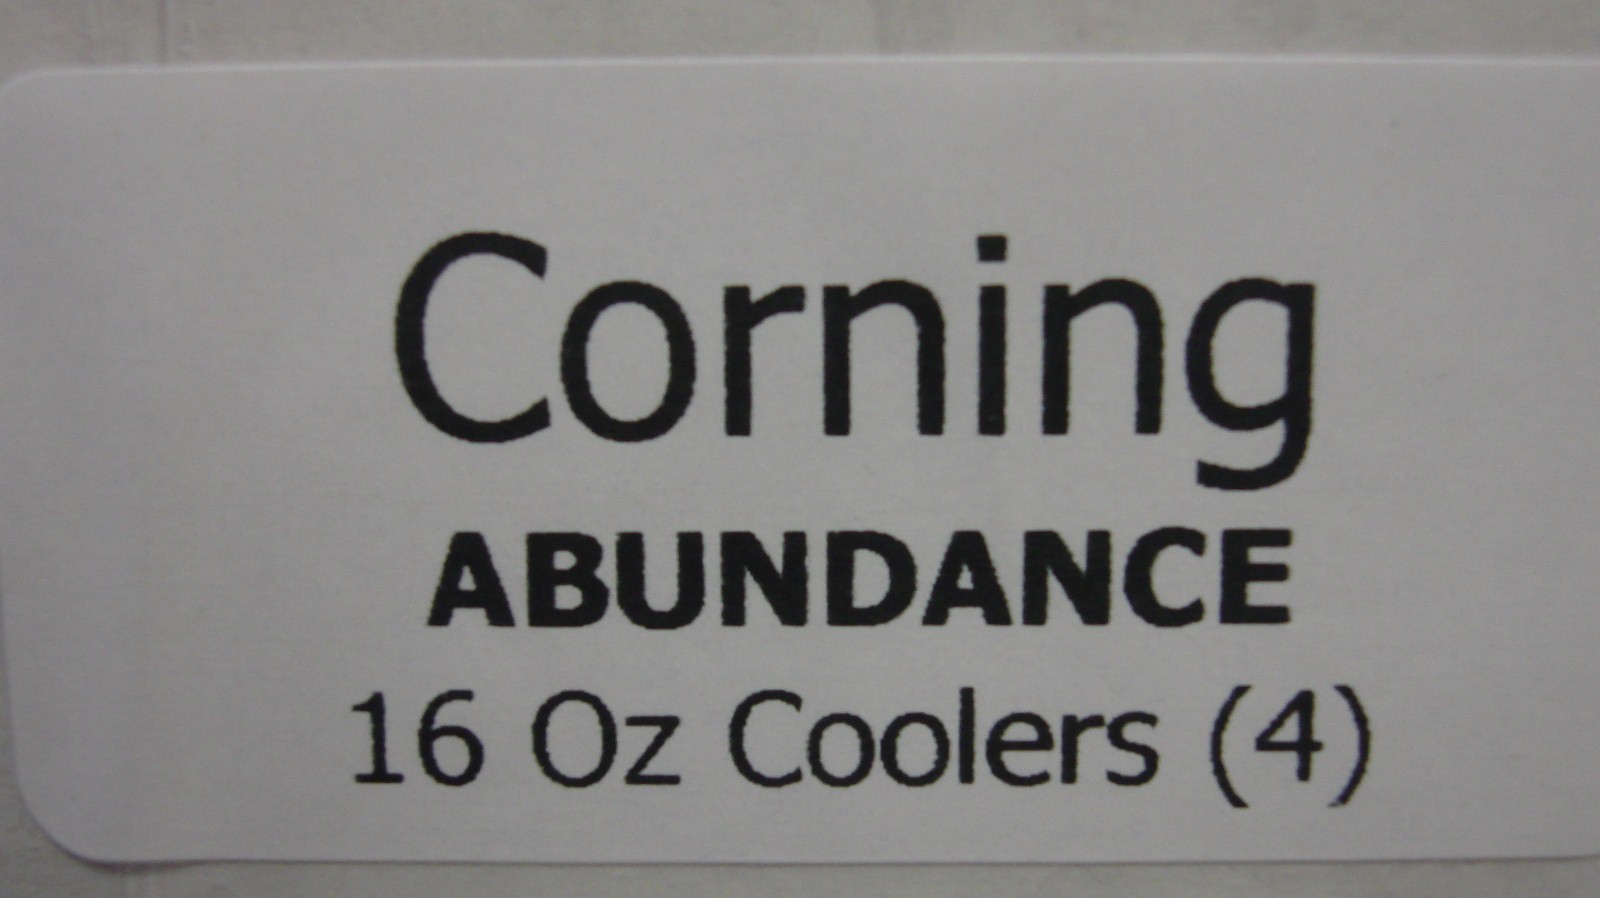 Corning
ABUNDANCE
16 Oz Coolers (4)